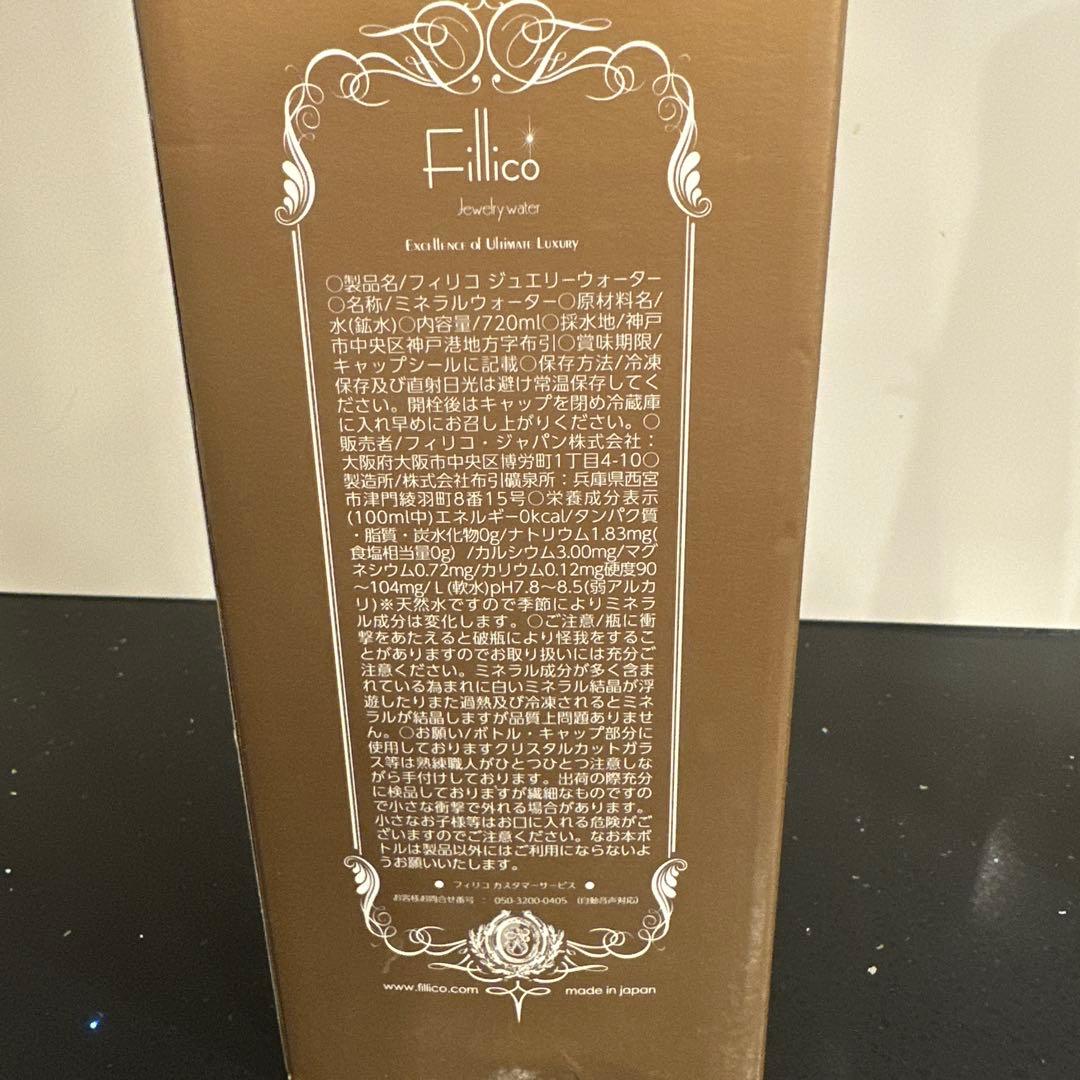 Fillico
Jewelry water
Excellence of Ultimate Luxury
○製品名/フィリコ ジュエリーウォーター
○名称/ミネラルウォーター○原材料名/
水(鉱水)○内容量/720ml○採水地/神戸
市中央区神戸港地方字布引○賞味期限/
キャップシールに記載○保存方法/冷凍
保存及び直射日光は避け常温保存してく
ださい。開栓後はキャップを閉め冷蔵庫
に入れ早めにお召し上がりください。○
販売者/フィリコ・ジャパン株式会社：
大阪府大阪市中央区博労町1丁目4-10○
製造所/株式会社布引礦泉所：兵庫県西宮
市津門綾羽町8番15号○栄養成分表示
(100ml中)エネルギー0kcal/タンパク質
・脂質・炭水化物0g/ナトリウム1.83mg(
食塩相当量0g) /カルシウム3.00mg/マグ
ネシウム0.72mg/カリウム0.12mg硬度90
～104mg/L(軟水)pH7.8～8.5(弱アルカ
リ)※天然水ですので季節によりミネラ
ル成分は変化します。○ご注意/瓶に衝
撃をあたえると破瓶により怪我をするこ
とがありますのでお取り扱いには充分ご
注意ください。ミネラル成分が多く含ま
れている為まれに白いミネラル結晶が浮
遊したりまた過熱及び冷凍されるとミネ
ラルが結晶しますが品質上問題ありませ
ん。○お願い/ボトル・キャップ部分に
使用しておりますクリスタルカットガラ
ス等は熟練職人がひとつひとつ注意しな
がら手付けしております。出荷の際充分
に検品しておりますが繊細なものですの
で小さな衝撃で外れる場合があります。
小さなお子様等はお口に入れる危険がご
ざいますのでご注意ください。なお本ボ
トルは製品以外にはご利用にならないよ
うお願いいたします。
● フィリコ カスタマーサービス ●
お客様お問合せ番号 ： 050-3200-0405 (自動音声対応)
www.fillico.com made in japan